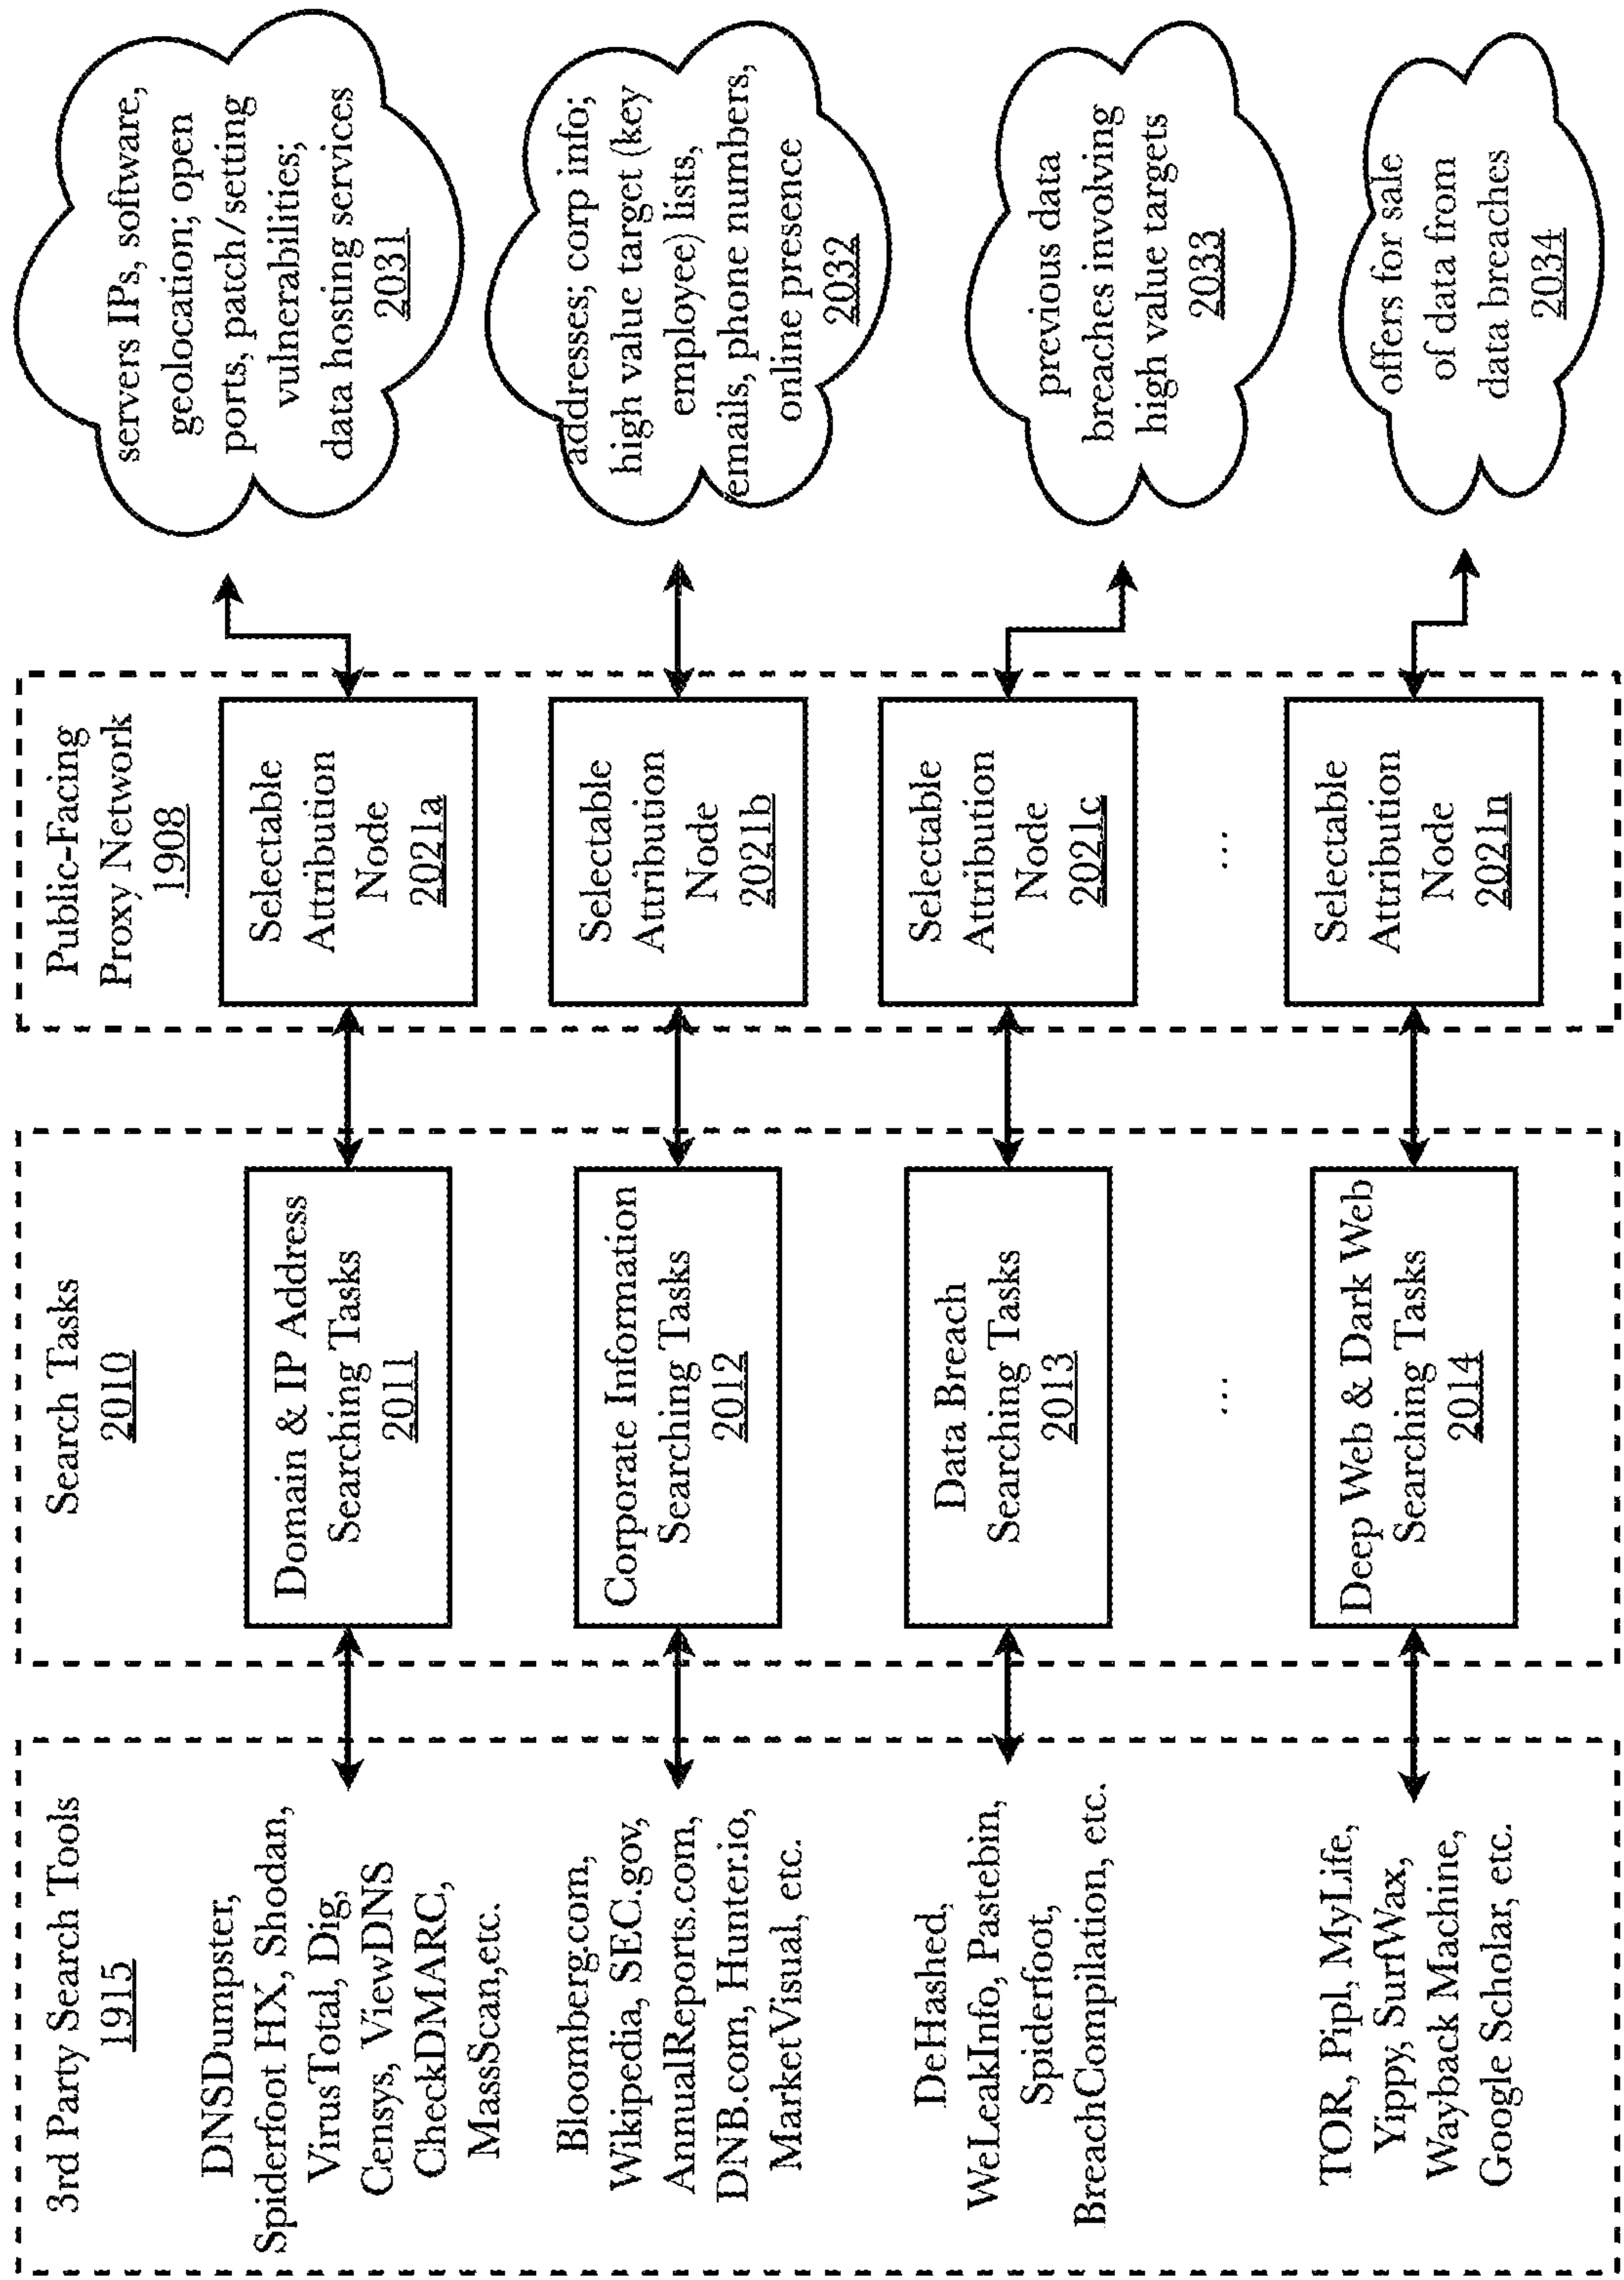 3rd Party Search Tools
1915
DNSDumpster,
Spiderfoot HX, Shodan,
VirusTotal, Dig,
Censys, ViewDNS
CheckDMARC,
MassScan,etc.
Bloomberg.com,
Wikipedia, SEC.gov,
AnnualReports.com,
DNB.com, Hunter.io,
MarketVisual, etc.
DeHashed,
WeLeakInfo, Pastebin,
Spiderfoot,
BreachCompilation, etc.
TOR, Pipl, MyLife,
Yippy, SurfWax,
Wayback Machine,
Google Scholar, etc.
Search Tasks
2010
Domain & IP Address
Searching Tasks
2011
Corporate Information
Searching Tasks
2012
Data Breach
Searching Tasks
2013
...
Deep Web & Dark Web
Searching Tasks
2014
Public-Facing
Proxy Network
1908
Selectable
Attribution
Node
2021a
Selectable
Attribution
Node
2021b
Selectable
Attribution
Node
2021c
...
Selectable
Attribution
Node
2021n
servers IPs, software,
geolocation; open
ports, patch/setting
vulnerabilities;
data hosting services
2031
addresses; corp info;
high value target (key
employee) lists,
emails, phone numbers,
online presence
2032
previous data
breaches involving
high value targets
2033
offers for sale
of data from
data breaches
2034